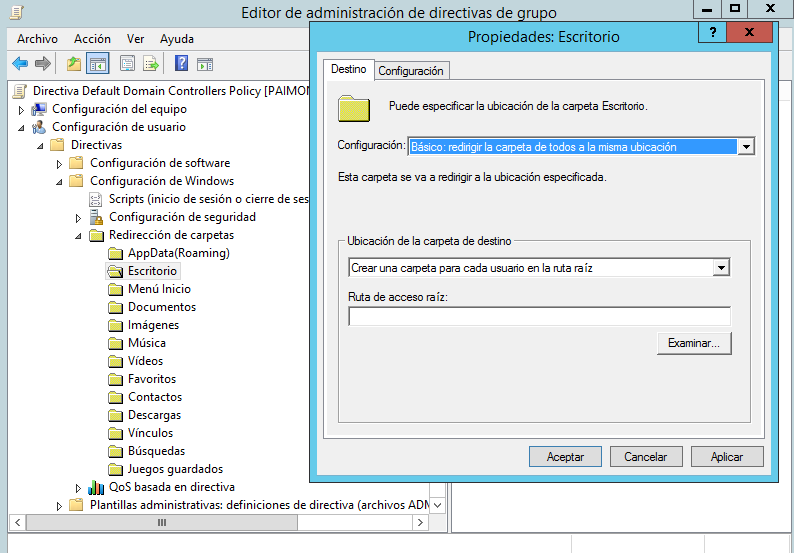 Editor de administración de directivas de grupo
Archivo Acción Ver Ayuda
Directiva Default Domain Controllers Policy [PAIMON
Configuración del equipo
Configuración de usuario
Directivas
Configuración de software
Configuración de Windows
Scripts (inicio de sesión o cierre de ses
Configuración de seguridad
Redirección de carpetas
AppData(Roaming)
Escritorio
Menú Inicio
Documentos
Imágenes
Música
Vídeos
Favoritos
Contactos
Descargas
Vínculos
Búsquedas
Juegos guardados
QoS basada en directiva
Plantillas administrativas: definiciones de directiva (archivos ADM
Propiedades: Escritorio
Destino Configuración
Puede especificar la ubicación de la carpeta Escritorio.
Configuración: Básico: redirigir la carpeta de todos a la misma ubicación
Esta carpeta se va a redirigir a la ubicación especificada.
Ubicación de la carpeta de destino
Crear una carpeta para cada usuario en la ruta raíz
Ruta de acceso raíz:
Examinar...
Aceptar Cancelar Aplicar